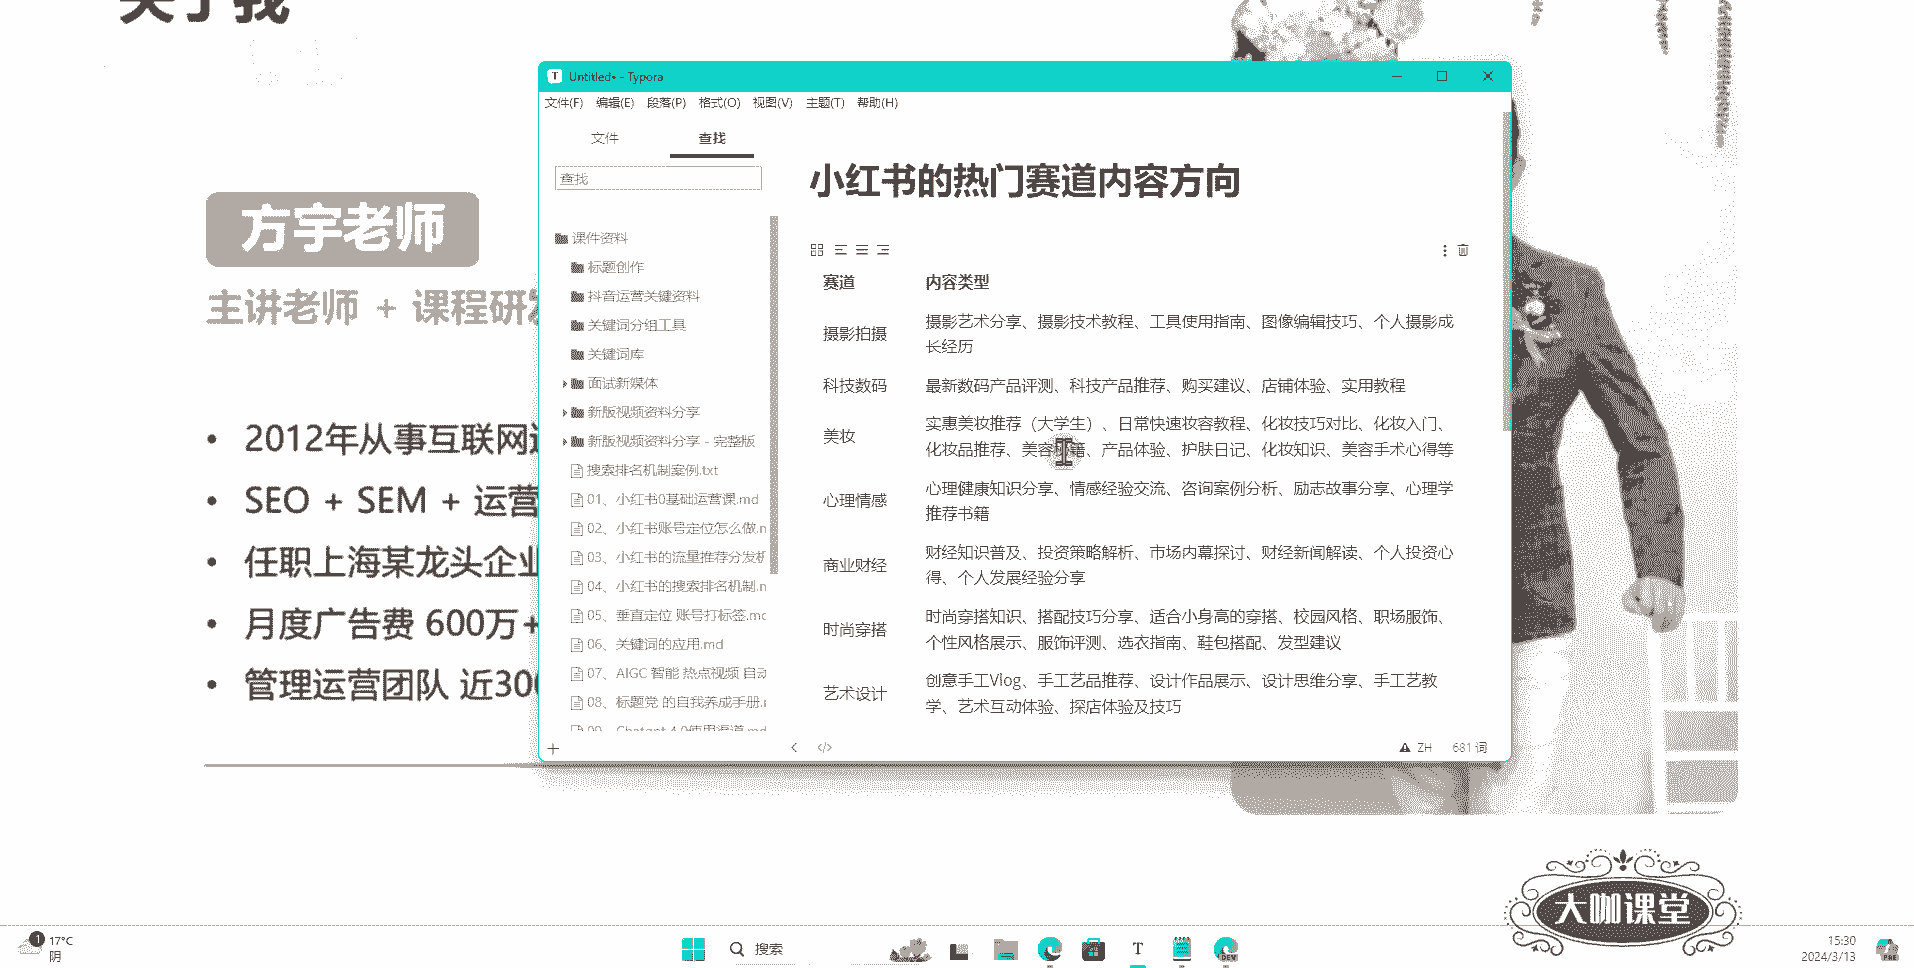 关于我
方宇老师
主讲老师 + 课程研发
2012年从事互联网运
SEO + SEM + 运营
任职上海某龙头企业
月度广告费 600万+
管理运营团队 近300
Untitled• - Typora
文件(F) 编辑(E) 段落(P) 格式(O) 视图(V) 主题(T) 帮助(H)
文件 查找
查找
课件资料
标题创作
抖音运营关键资料
关键词分组工具
关键词库
面试新媒体
新版视频资料分享
新版视频资料分享 - 完整版
搜索排名机制案例.txt
01、小红书0基础运营课.md
02、小红书账号定位怎么做.m
03、小红书的流量推荐分发机
04、小红书的搜索排名机制.m
05、垂直定位 账号打标签.md
06、关键词的应用.md
07、AIGC 智能 热点视频 自动
08、标题党 的自我养成手册.m
09、Chatgpt 4.0使用渠道.md
小红书的热门赛道内容方向
赛道 内容类型
摄影拍摄 摄影艺术分享、摄影技术教程、工具使用指南、图像编辑技巧、个人摄影成
长经历
科技数码 最新数码产品评测、科技产品推荐、购买建议、店铺体验、实用教程
美妆 实惠美妆推荐（大学生）、日常快速妆容教程、化妆技巧对比、化妆入门、
化妆品推荐、美容书籍、产品体验、护肤日记、化妆知识、美容手术心得等
心理情感 心理健康知识分享、情感经验交流、咨询案例分析、励志故事分享、心理学
推荐书籍
商业财经 财经知识普及、投资策略解析、市场内幕探讨、财经新闻解读、个人投资心
得、个人发展经验分享
时尚穿搭 时尚穿搭知识、搭配技巧分享、适合小身高的穿搭、校园风格、职场服饰、
个性风格展示、服饰评测、选衣指南、鞋包搭配、发型建议
艺术设计 创意手工Vlog、手工艺品推荐、设计作品展示、设计思维分享、手工艺教
学、艺术互动体验、探店体验及技巧
ZH 681 词
大咖课堂
1
17°C
阴
搜索
T
DEV
15:30
2024/3/13
PRE